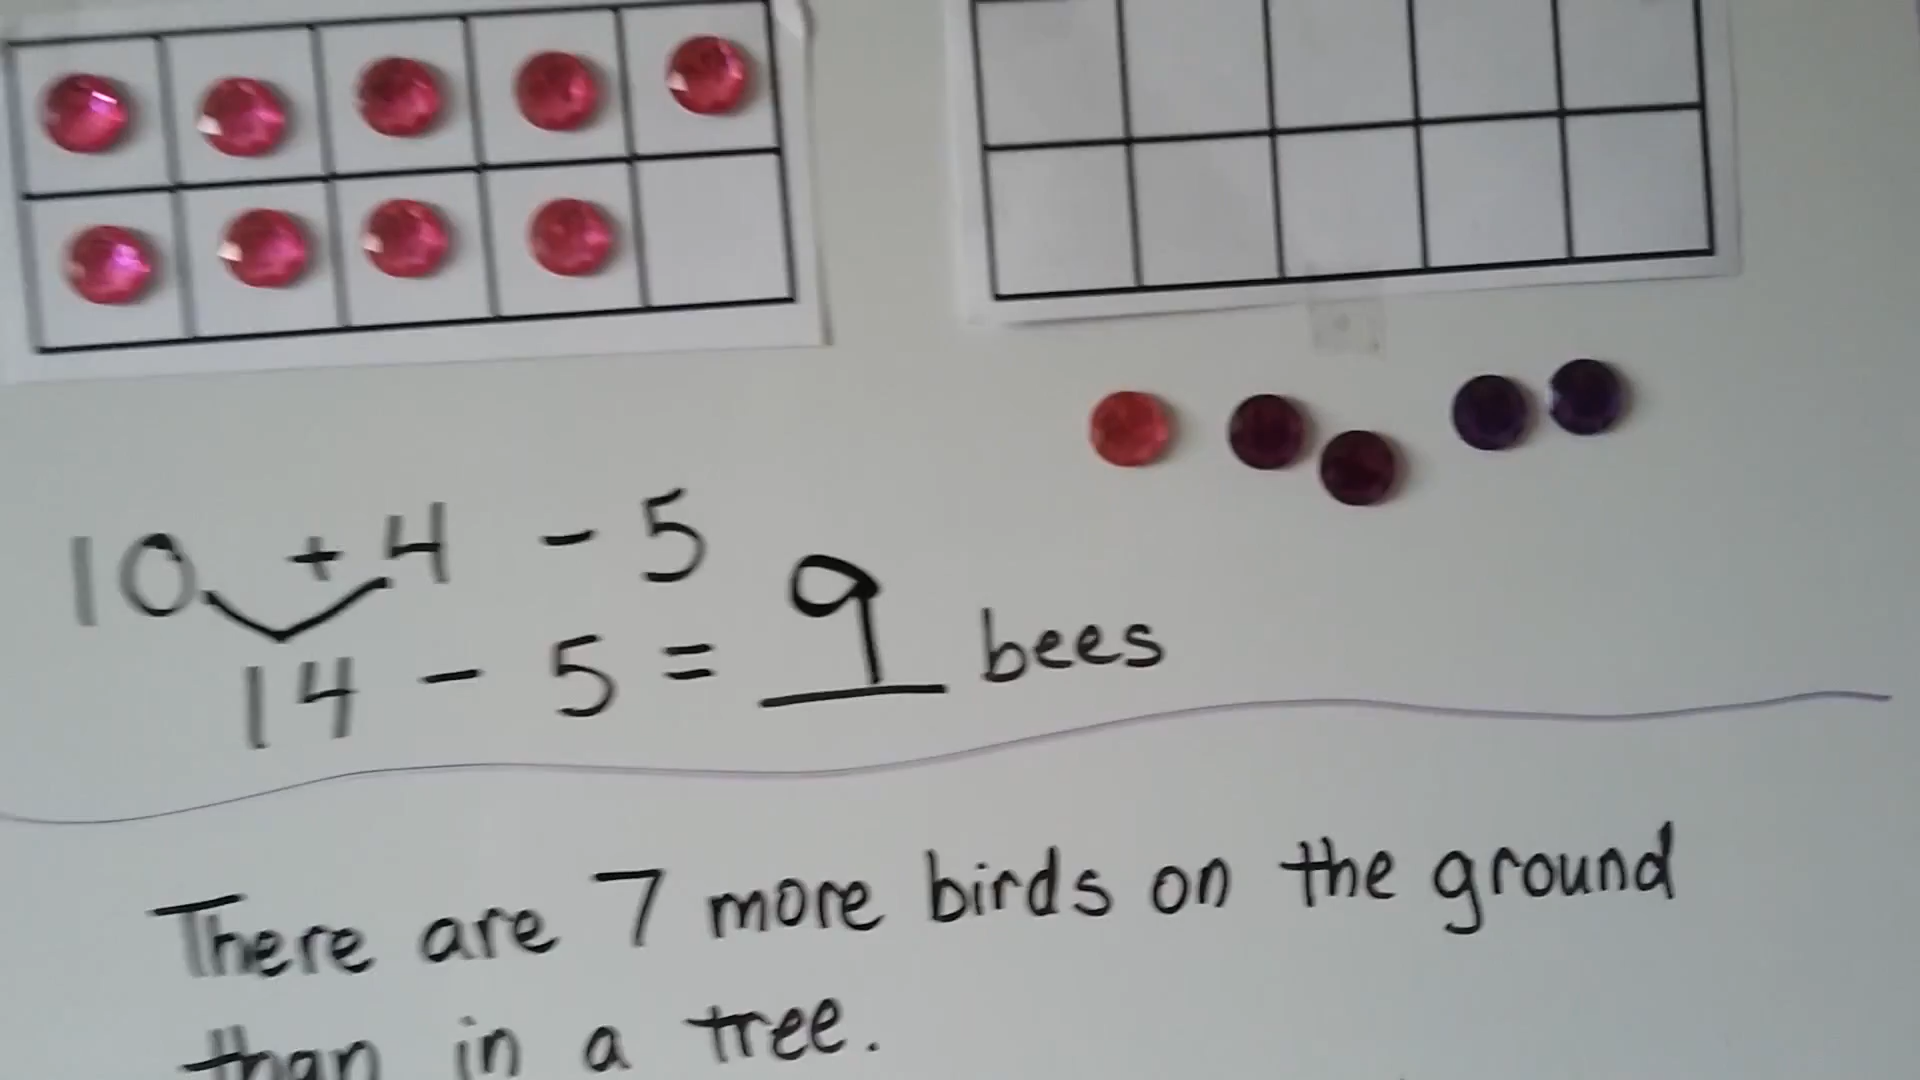 10 + 4 - 5
14 - 5 = 9 bees
There are 7 more birds on the ground
than in a tree.